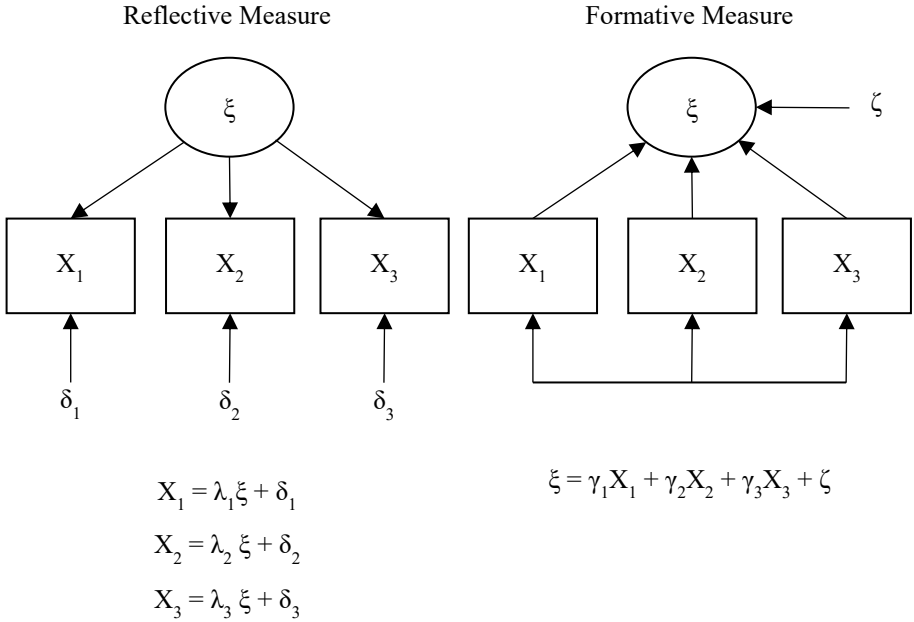 Reflective Measure
ξ
X₁ X₂ X₃
δ₁ δ₂ δ₃
X₁ = λ₁ξ + δ₁
X₂ = λ₂ ξ + δ₂
X₃ = λ₃ ξ + δ₃
Formative Measure
ξ ζ
X₁ X₂ X₃
ξ = γ₁X₁ + γ₂X₂ + γ₃X₃ + ζ